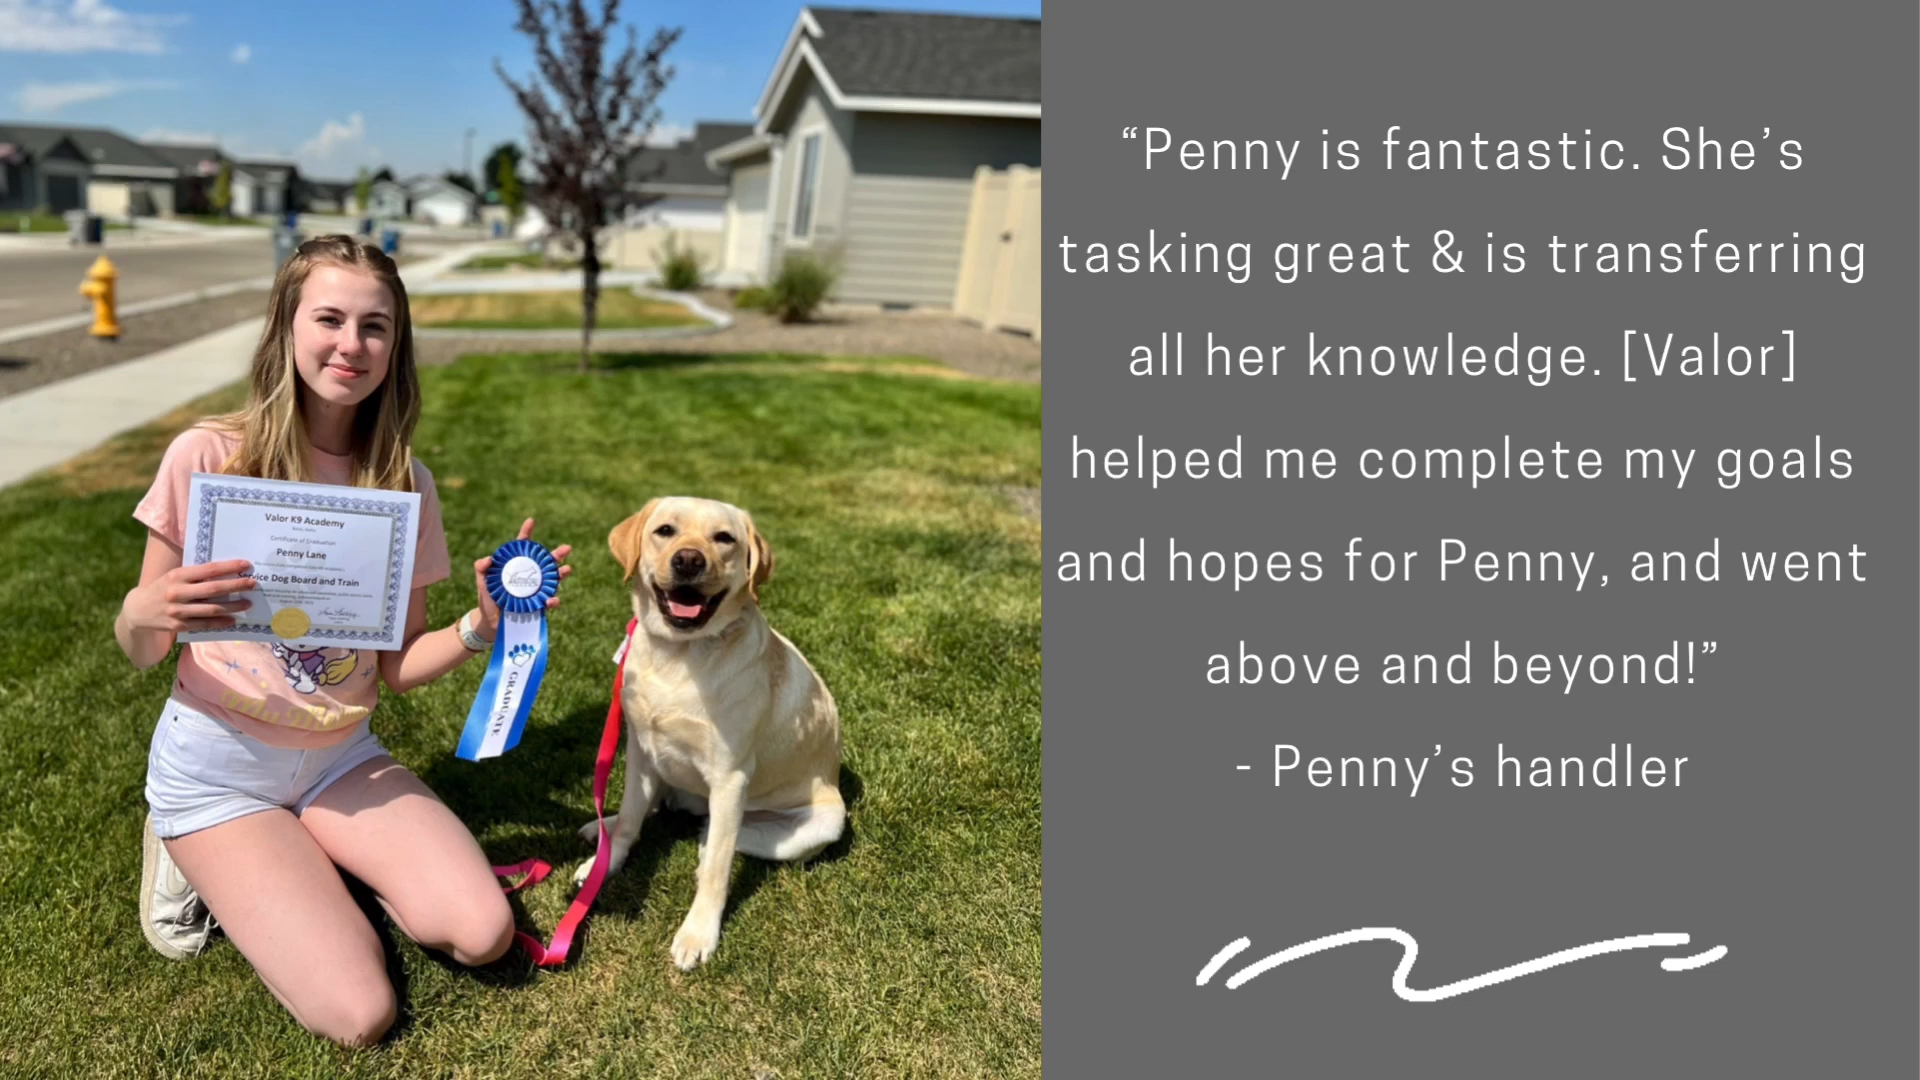 Valor K9 Academy
Boise, Idaho
Certificate of Graduation
Penny Lane
Service Dog Board and Train
GRADUATE
“Penny is fantastic. She’s
tasking great & is transferring
all her knowledge. [Valor]
helped me complete my goals
and hopes for Penny, and went
above and beyond!”
- Penny’s handler